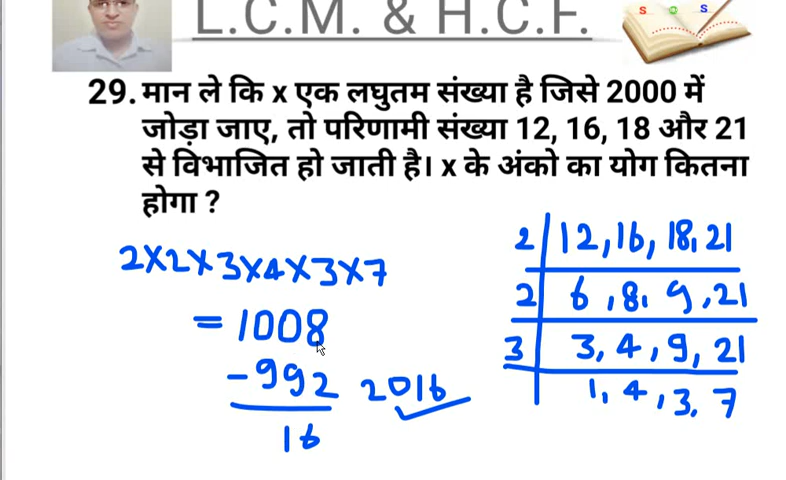 L.C.M. & H.C.F.
S O S
29. मान ले कि x एक लघुतम संख्या है जिसे 2000 में
जोड़ा जाए, तो परिणामी संख्या 12, 16, 18 और 21
से विभाजित हो जाती है। x के अंको का योग कितना
होगा ?
2X2X3X4X3X7
= 1008
-992
16
2016
2 12, 16, 18, 21
2 6, 8, 9, 21
3 3, 4, 9, 21
1, 4, 3, 7